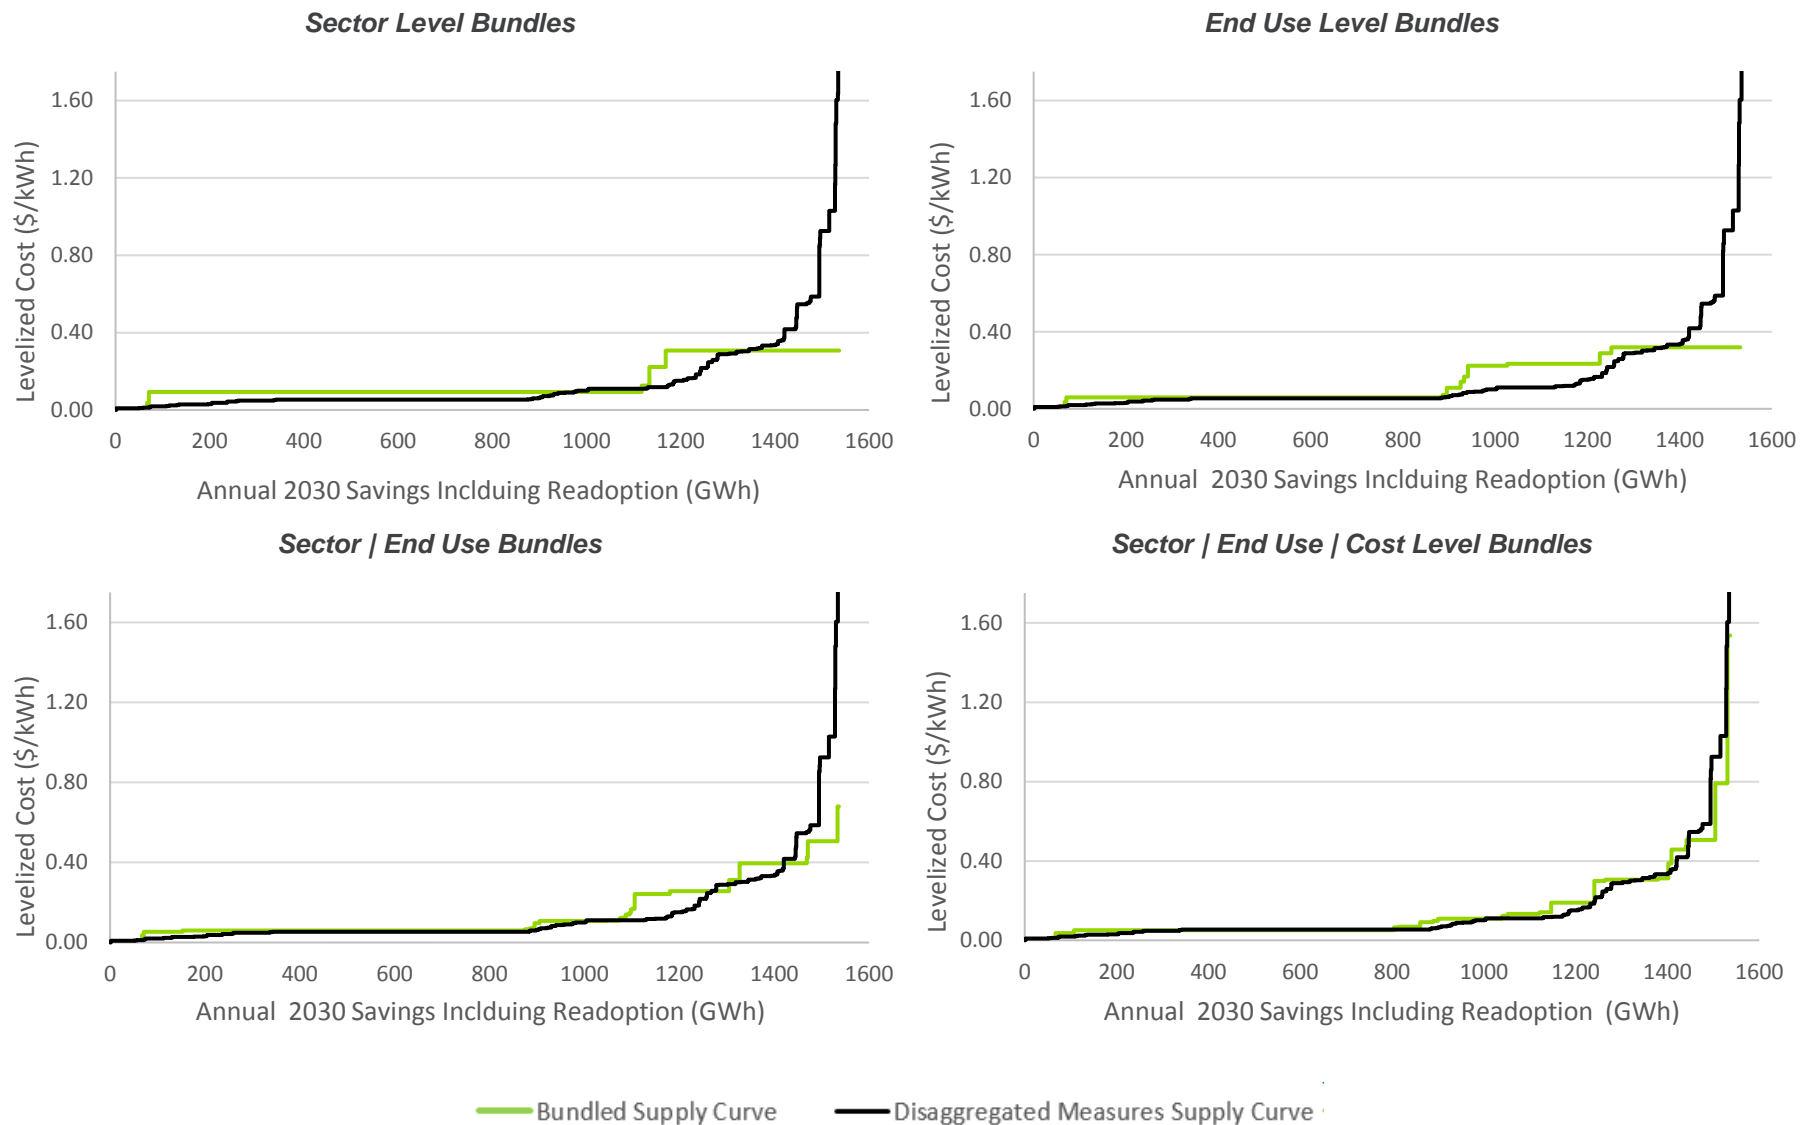 Sector Level Bundles
Levelized Cost ($/kWh)
1.60
1.20
0.80
0.40
0.00
0 200 400 600 800 1000 1200 1400 1600
Annual 2030 Savings Inclduing Readoption (GWh)
End Use Level Bundles
Levelized Cost ($/kWh)
1.60
1.20
0.80
0.40
0.00
0 200 400 600 800 1000 1200 1400 1600
Annual 2030 Savings Inclduing Readoption (GWh)
Sector | End Use Bundles
Levelized Cost ($/kWh)
1.60
1.20
0.80
0.40
0.00
0 200 400 600 800 1000 1200 1400 1600
Annual 2030 Savings Inclduing Readoption (GWh)
Sector | End Use | Cost Level Bundles
Levelized Cost ($/kWh)
1.60
1.20
0.80
0.40
0.00
0 200 400 600 800 1000 1200 1400 1600
Annual 2030 Savings Including Readoption (GWh)
Bundled Supply Curve
Disaggregated Measures Supply Curve